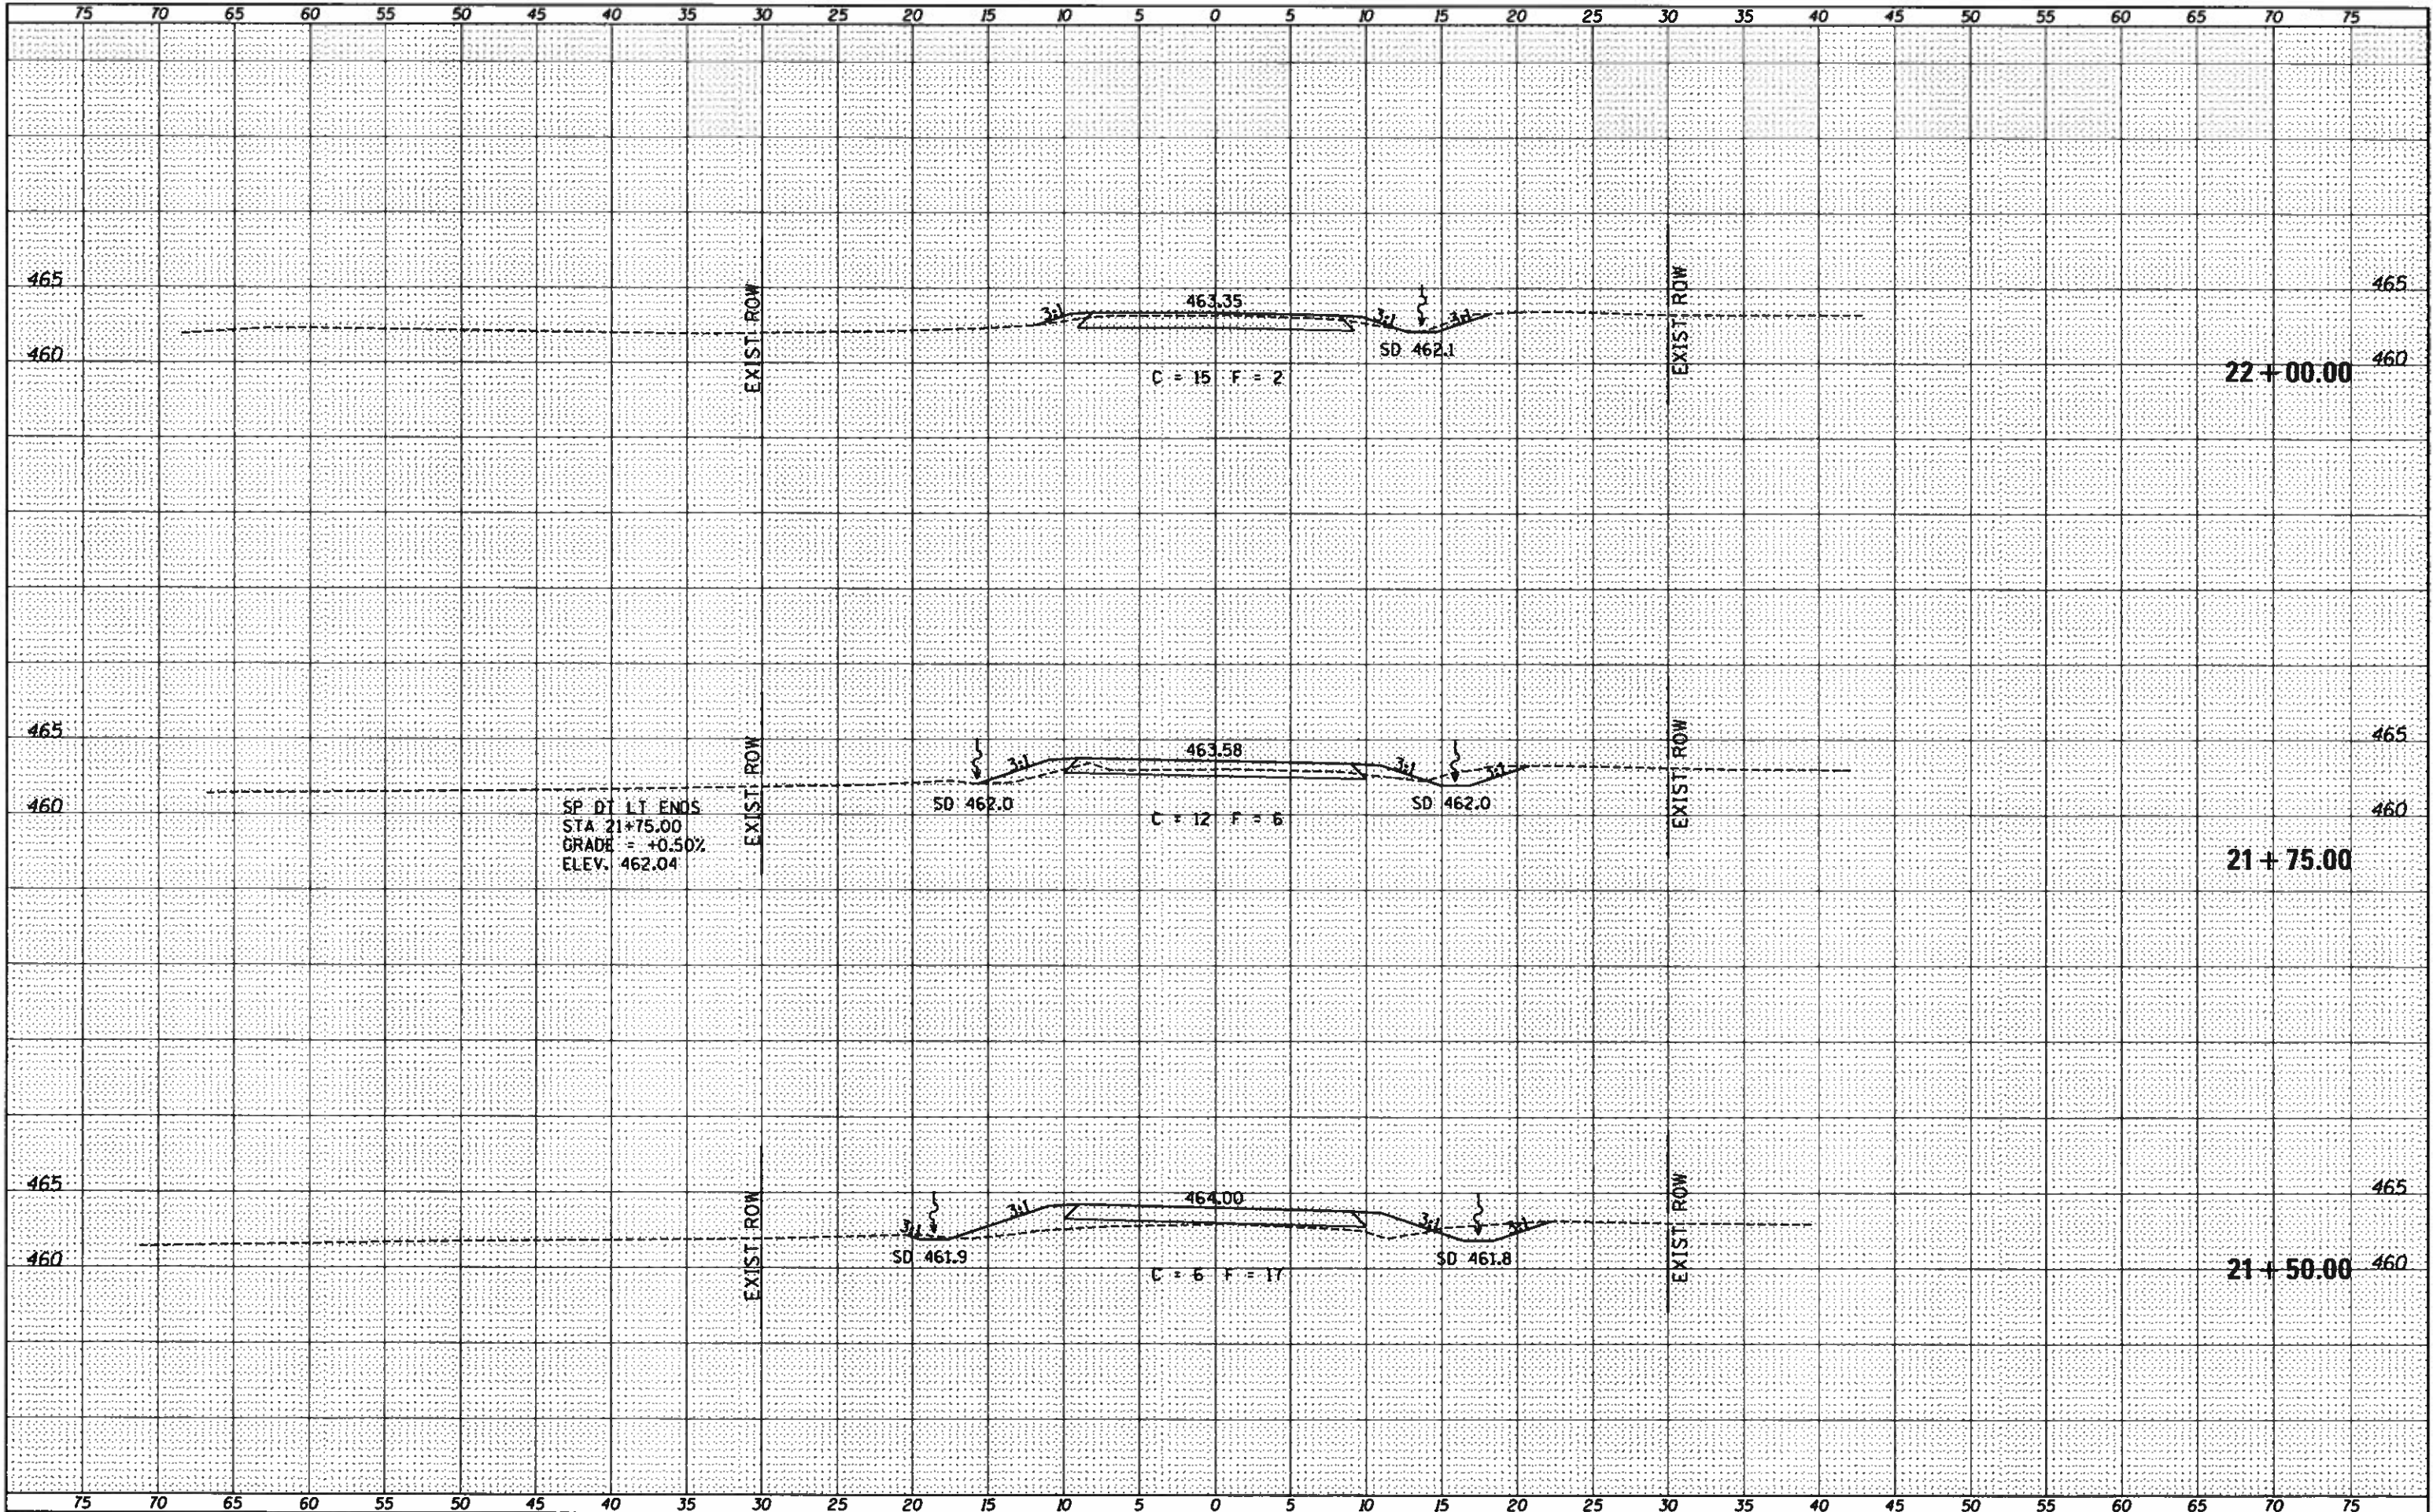 75 70 65 60 55 50 45 40 35 30 25 20 15 10 5 0 5 10 15 20 25 30 35 40 45 50 55 60 65 70 75
465 465
EXIST ROW
EXIST ROW
463.35
3:1
3:1
3:1
SD 462.1
460 460
C = 15 F = 2
22 + 00.00
465 465
EXIST ROW
EXIST ROW
463.58
3:1
3:1
3:1
SD 462.0
SD 462.0
460 460
SP DT LT ENDS
STA 21+75.00
GRADE = +0.50%
ELEV. 462.04
C = 12 F = 6
21 + 75.00
465 465
EXIST ROW
EXIST ROW
464.00
3:1
3:1
3:1
3:1
SD 461.9
SD 461.8
460 460
C = 6 F = 17
21 + 50.00
75 70 65 60 55 50 45 40 35 30 25 20 15 10 5 0 5 10 15 20 25 30 35 40 45 50 55 60 65 70 75